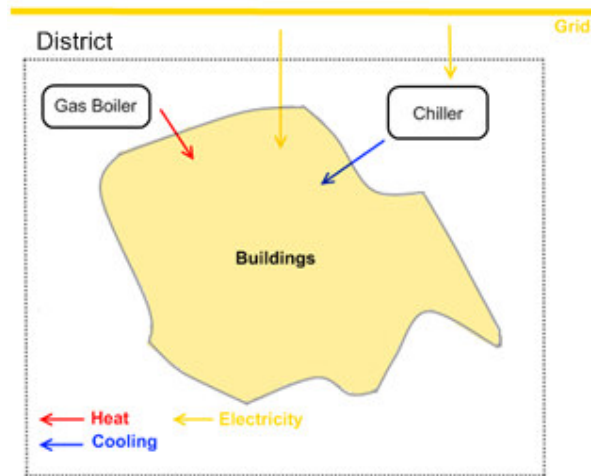 Grid
District
Gas Boiler
Chiller
Buildings
Heat
Electricity
Cooling